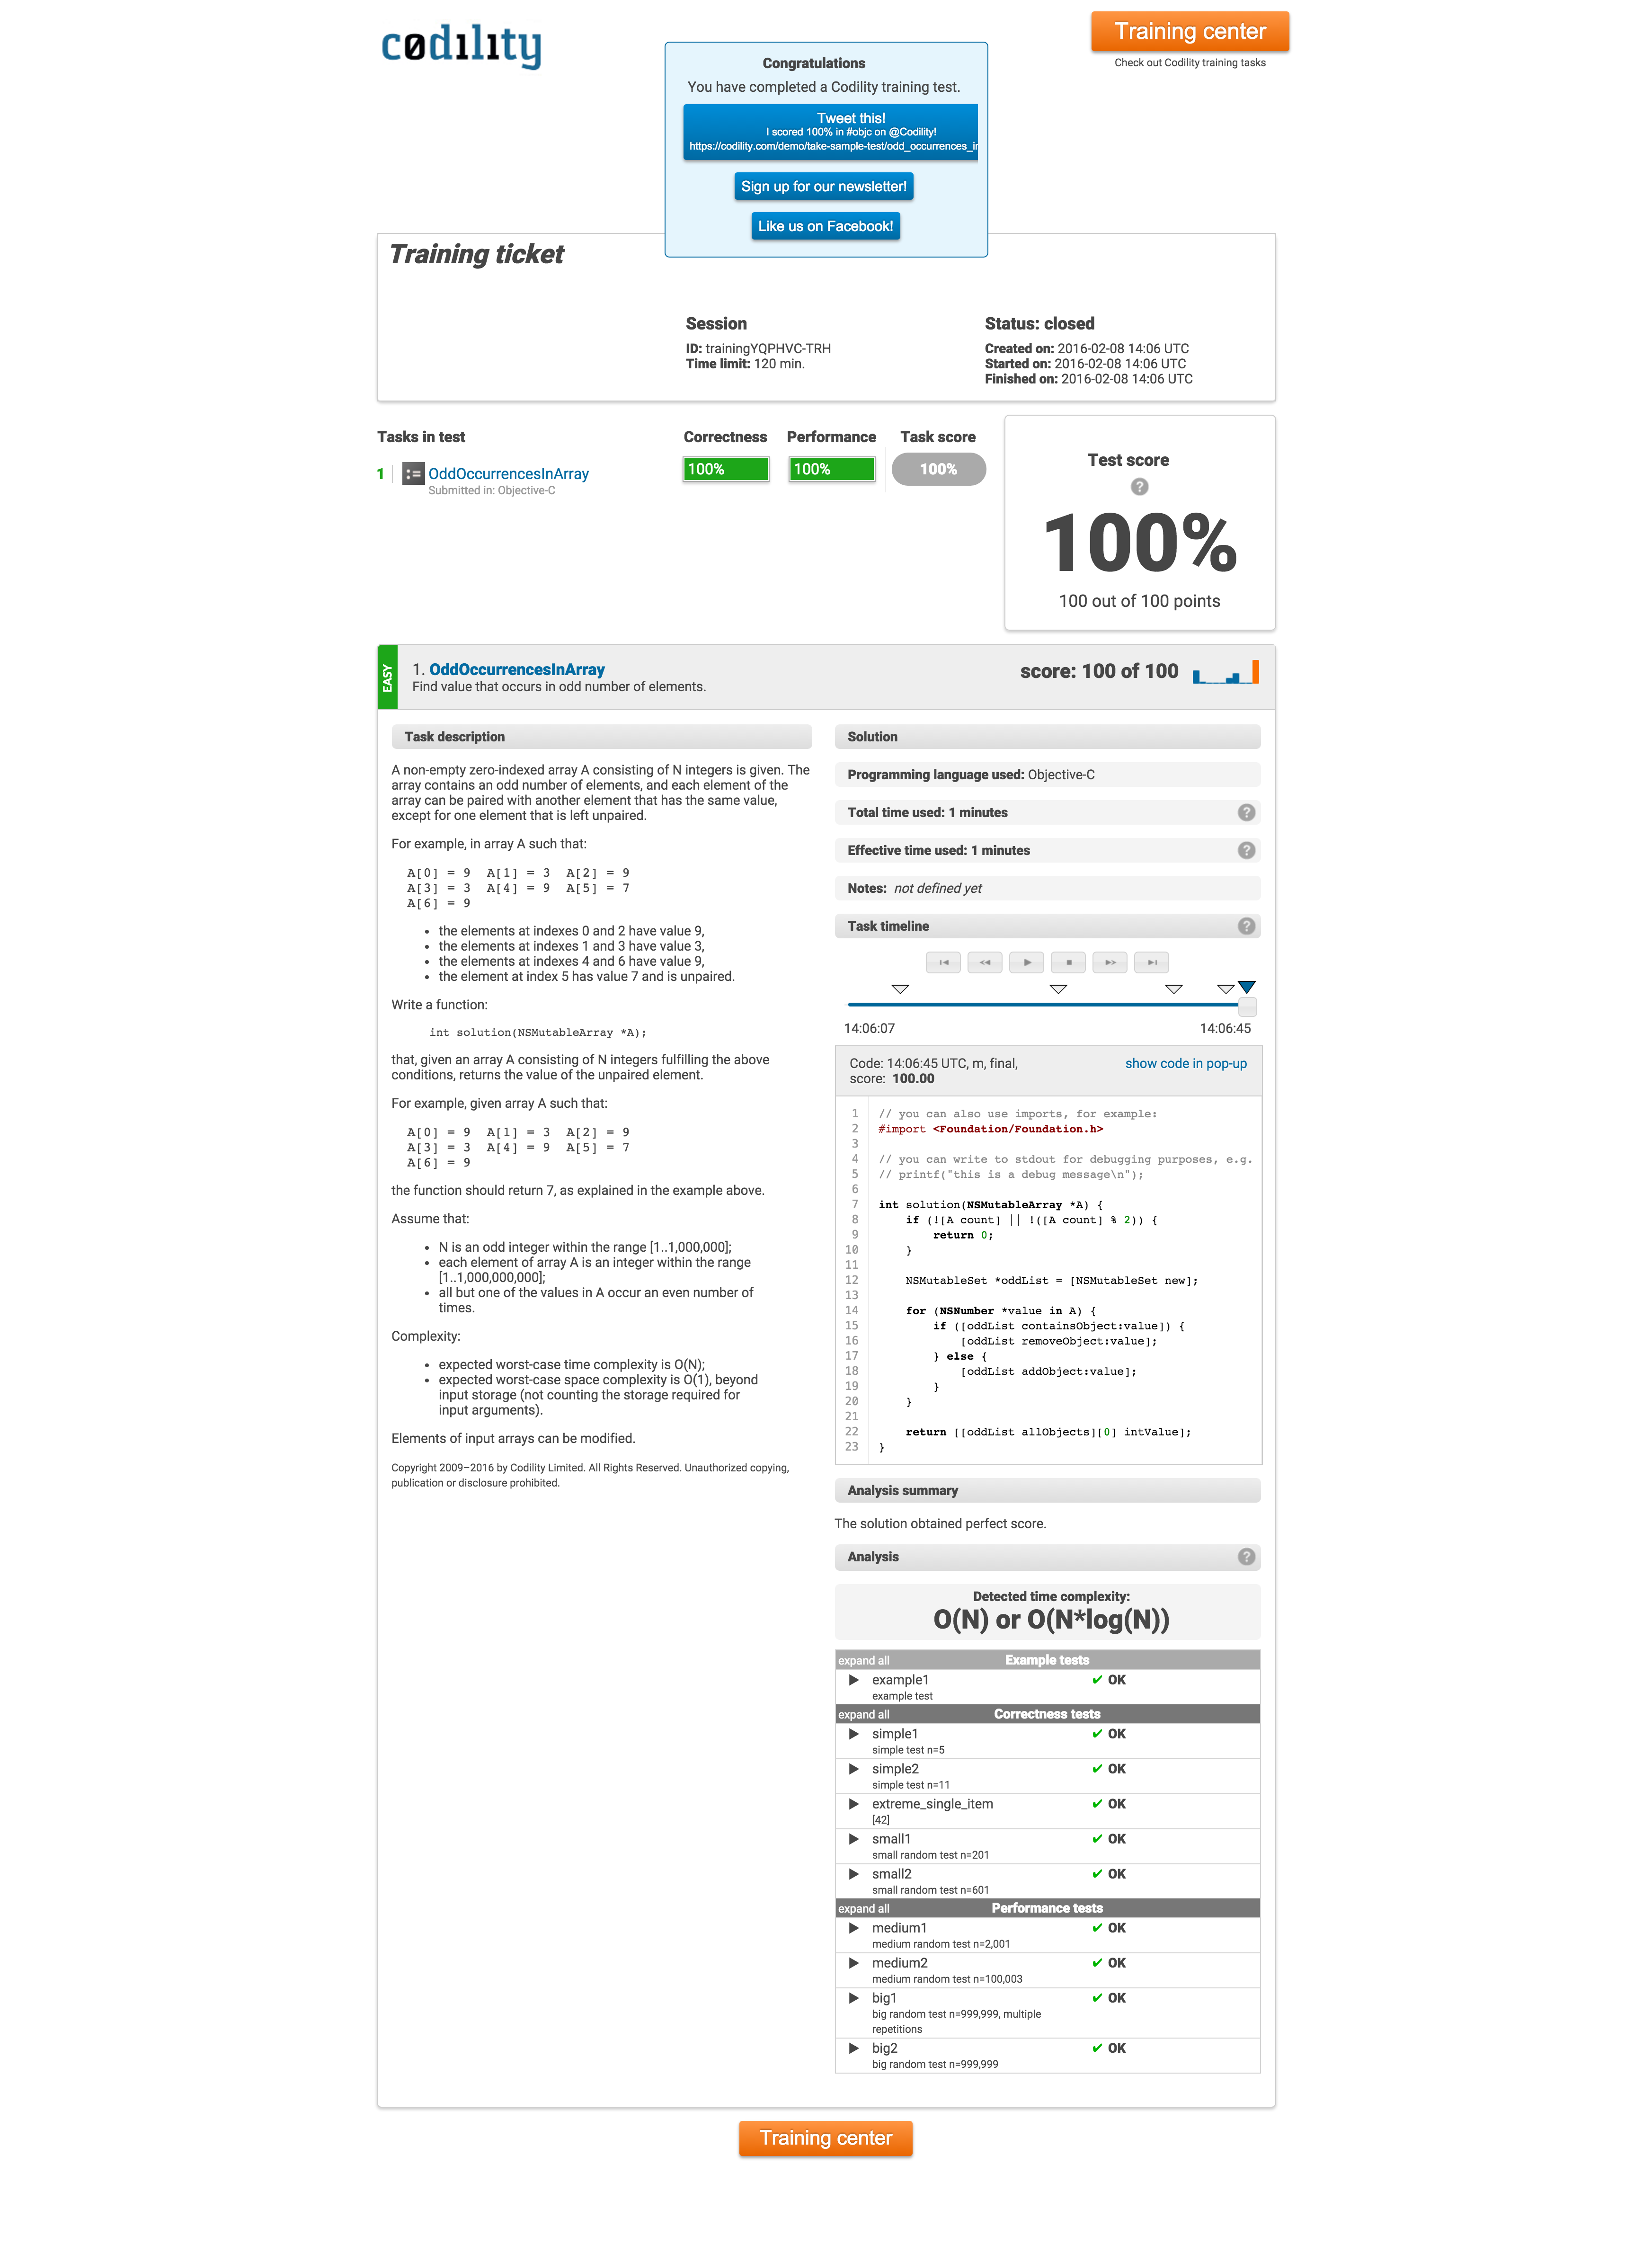 codility
Training center
Check out Codility training tasks
Congratulations
You have completed a Codility training test.
Tweet this!
I scored 100% in #objc on @Codility!
https://codility.com/demo/take-sample-test/odd_occurrences_i
Sign up for our newsletter!
Like us on Facebook!
Training ticket
Session
ID: trainingYQPHVC-TRH
Time limit: 120 min.
Status: closed
Created on: 2016-02-08 14:06 UTC
Started on: 2016-02-08 14:06 UTC
Finished on: 2016-02-08 14:06 UTC
Tasks in test
Correctness
Performance
Task score
1
:=
OddOccurrencesInArray
Submitted in: Objective-C
100%
100%
100%
Test score
?
100%
100 out of 100 points
EASY
1. OddOccurrencesInArray
Find value that occurs in odd number of elements.
score: 100 of 100
Task description
A non-empty zero-indexed array A consisting of N integers is given. The
array contains an odd number of elements, and each element of the
array can be paired with another element that has the same value,
except for one element that is left unpaired.
For example, in array A such that:
A[0] = 9  A[1] = 3  A[2] = 9
A[3] = 3  A[4] = 9  A[5] = 7
A[6] = 9
• the elements at indexes 0 and 2 have value 9,
• the elements at indexes 1 and 3 have value 3,
• the elements at indexes 4 and 6 have value 9,
• the element at index 5 has value 7 and is unpaired.
Write a function:
int solution(NSMutableArray *A);
that, given an array A consisting of N integers fulfilling the above
conditions, returns the value of the unpaired element.
For example, given array A such that:
A[0] = 9  A[1] = 3  A[2] = 9
A[3] = 3  A[4] = 9  A[5] = 7
A[6] = 9
the function should return 7, as explained in the example above.
Assume that:
• N is an odd integer within the range [1..1,000,000];
• each element of array A is an integer within the range
[1..1,000,000,000];
• all but one of the values in A occur an even number of
times.
Complexity:
• expected worst-case time complexity is O(N);
• expected worst-case space complexity is O(1), beyond
input storage (not counting the storage required for
input arguments).
Elements of input arrays can be modified.
Copyright 2009–2016 by Codility Limited. All Rights Reserved. Unauthorized copying,
publication or disclosure prohibited.
Solution
Programming language used: Objective-C
Total time used: 1 minutes ?
Effective time used: 1 minutes ?
Notes: not defined yet
Task timeline ?
14:06:07
14:06:45
Code: 14:06:45 UTC, m, final,
score: 100.00
show code in pop-up
1 // you can also use imports, for example:
2 #import <Foundation/Foundation.h>
3
4 // you can write to stdout for debugging purposes, e.g.
5 // printf("this is a debug message\n");
6
7 int solution(NSMutableArray *A) {
8     if (![A count] || !([A count] % 2)) {
9         return 0;
10     }
11
12     NSMutableSet *oddList = [NSMutableSet new];
13
14     for (NSNumber *value in A) {
15         if ([oddList containsObject:value]) {
16             [oddList removeObject:value];
17         } else {
18             [oddList addObject:value];
19         }
20     }
21
22     return [[oddList allObjects][0] intValue];
23 }
Analysis summary
The solution obtained perfect score.
Analysis ?
Detected time complexity:
O(N) or O(N*log(N))
expand all Example tests
example1 ✔ OK
example test
expand all Correctness tests
simple1 ✔ OK
simple test n=5
simple2 ✔ OK
simple test n=11
extreme_single_item ✔ OK
[42]
small1 ✔ OK
small random test n=201
small2 ✔ OK
small random test n=601
expand all Performance tests
medium1 ✔ OK
medium random test n=2,001
medium2 ✔ OK
medium random test n=100,003
big1 ✔ OK
big random test n=999,999, multiple
repetitions
big2 ✔ OK
big random test n=999,999
Training center